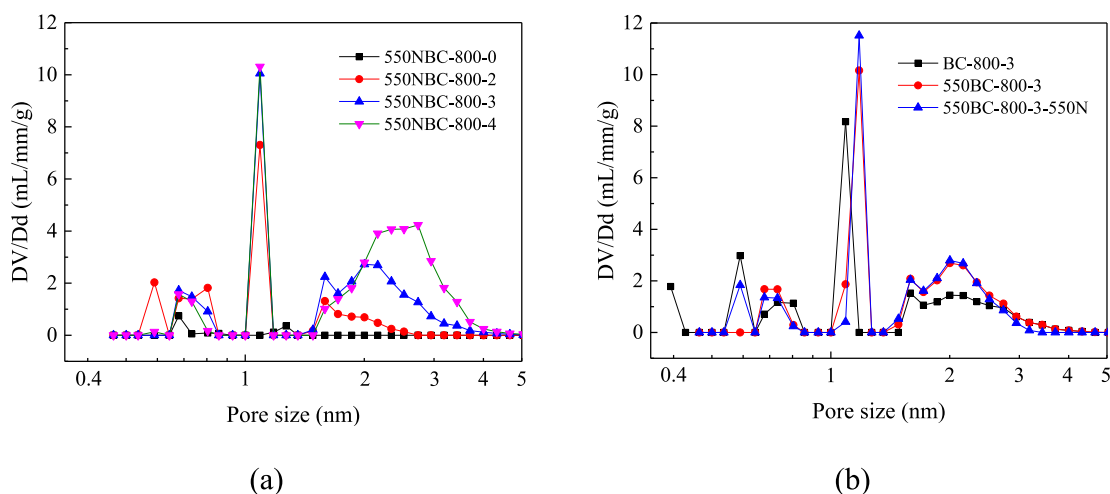 12
10
8
6
4
2
0
DV/Dd (mL/mm/g)
550NBC-800-0
550NBC-800-2
550NBC-800-3
550NBC-800-4
0.4 1 2 3 4 5
Pore size (nm)
(a)
12
10
8
6
4
2
0
DV/Dd (mL/mm/g)
BC-800-3
550BC-800-3
550BC-800-3-550N
0.4 1 2 3 4 5
Pore size (nm)
(b)